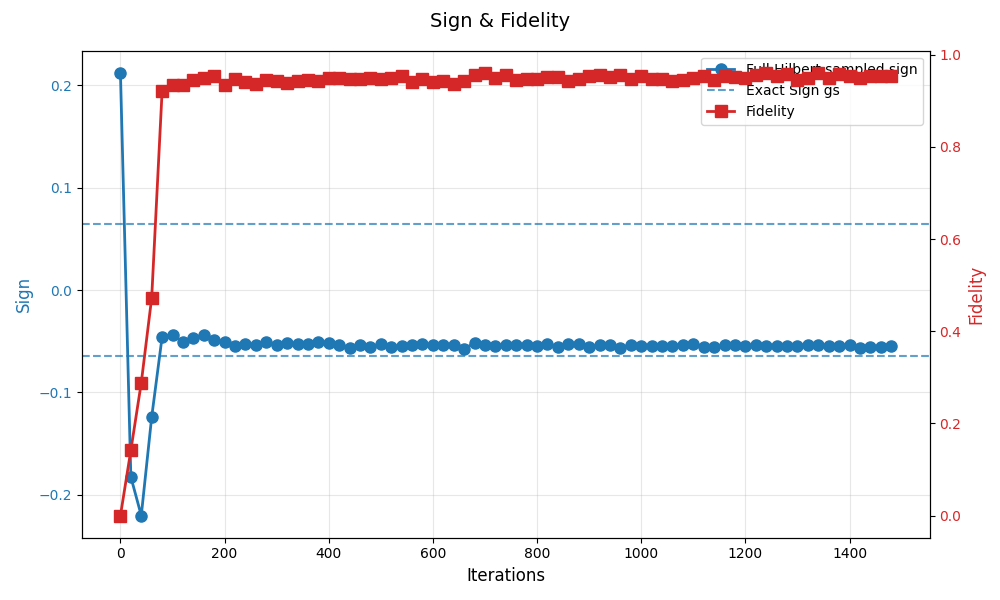 Sign & Fidelity
Full Hilbert sampled sign
Exact Sign gs
Fidelity
Sign
0.2
0.1
0.0
−0.1
−0.2
1.0
0.8
0.6
0.4
0.2
0.0
Fidelity
0 200 400 600 800 1000 1200 1400
Iterations